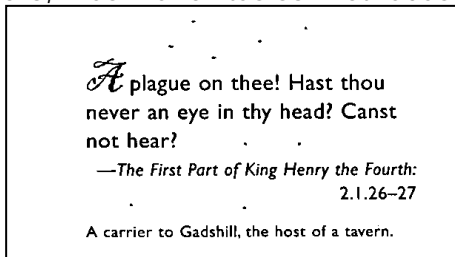 A plague on thee! Hast thou
never an eye in thy head? Canst
not hear?
—The First Part of King Henry the Fourth:
2.1.26–27
A carrier to Gadshill, the host of a tavern.